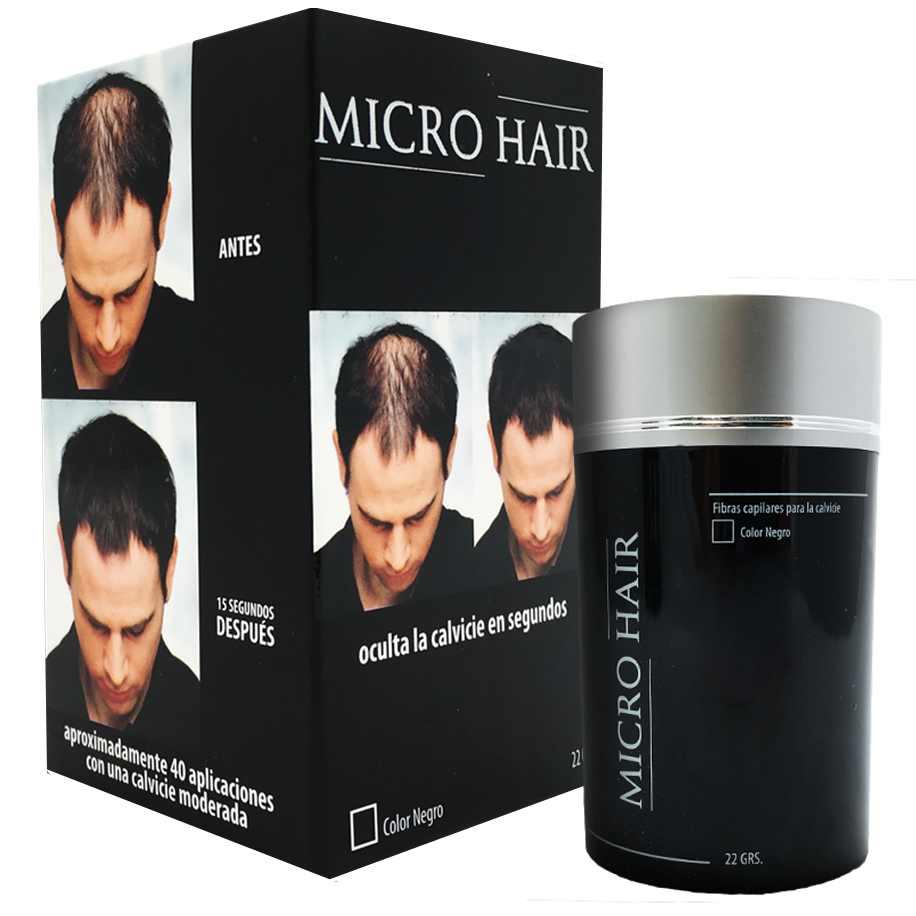 ANTES
15 SEGUNDOS
DESPUÉS
aproximadamente 40 aplicaciones
con una calvicie moderada
MICRO HAIR
oculta la calvicie en segundos
22
Color Negro
Fibras capilares para la calvicie
Color Negro
MICRO HAIR
22 GRS.